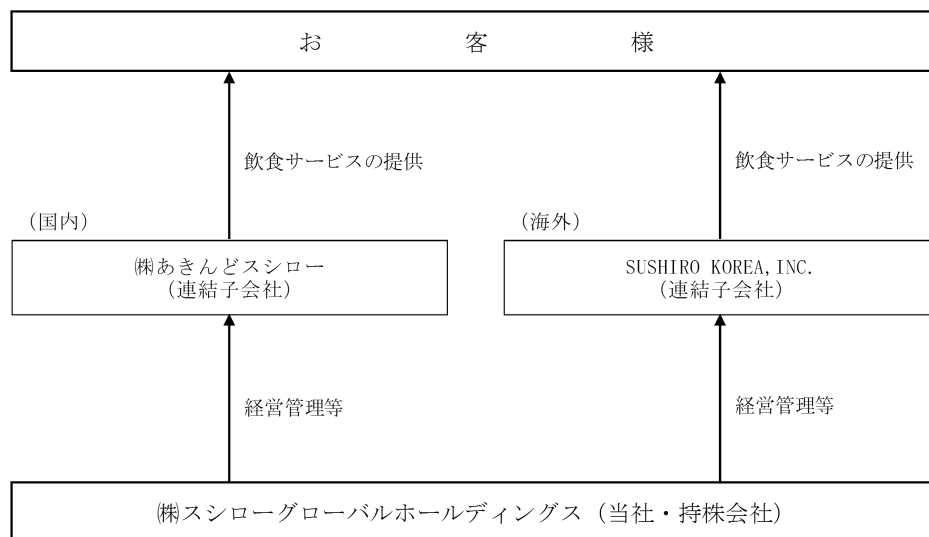 お客様
飲食サービスの提供
飲食サービスの提供
（国内）
（海外）
㈱あきんどスシロー
（連結子会社）
SUSHIRO KOREA,INC.
（連結子会社）
経営管理等
経営管理等
㈱スシローグローバルホールディングス（当社・持株会社）